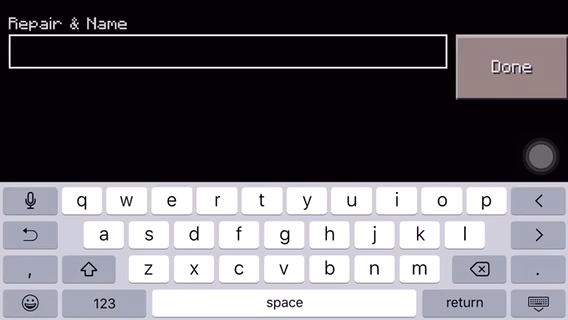 Repair & Name
Done
q w e r t y u i o p <
a s d f g h j k l >
, z x c v b n m .
123 space return